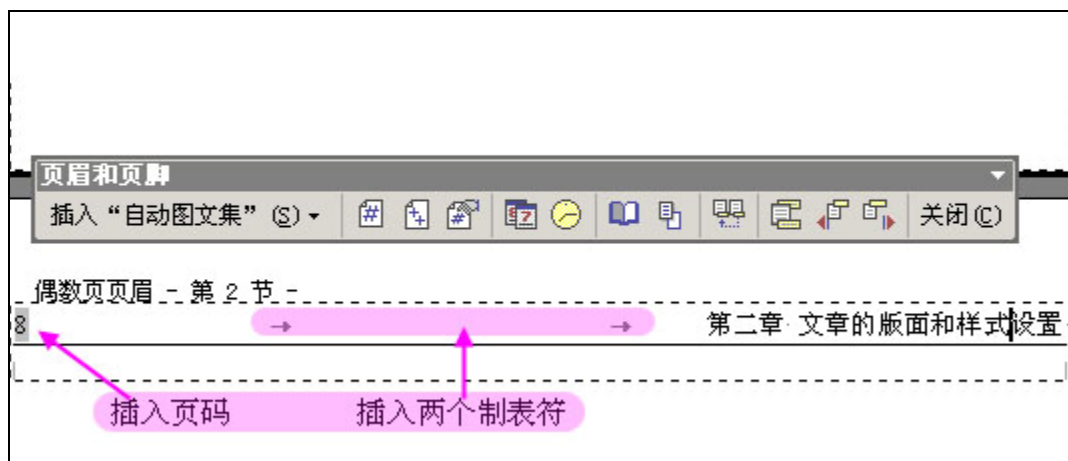 页眉和页脚
插入“自动图文集” (S) 关闭(C)
偶数页页眉 - 第 2 节 -
8 → → 第二章·文章的版面和样式设置
插入页码 插入两个制表符